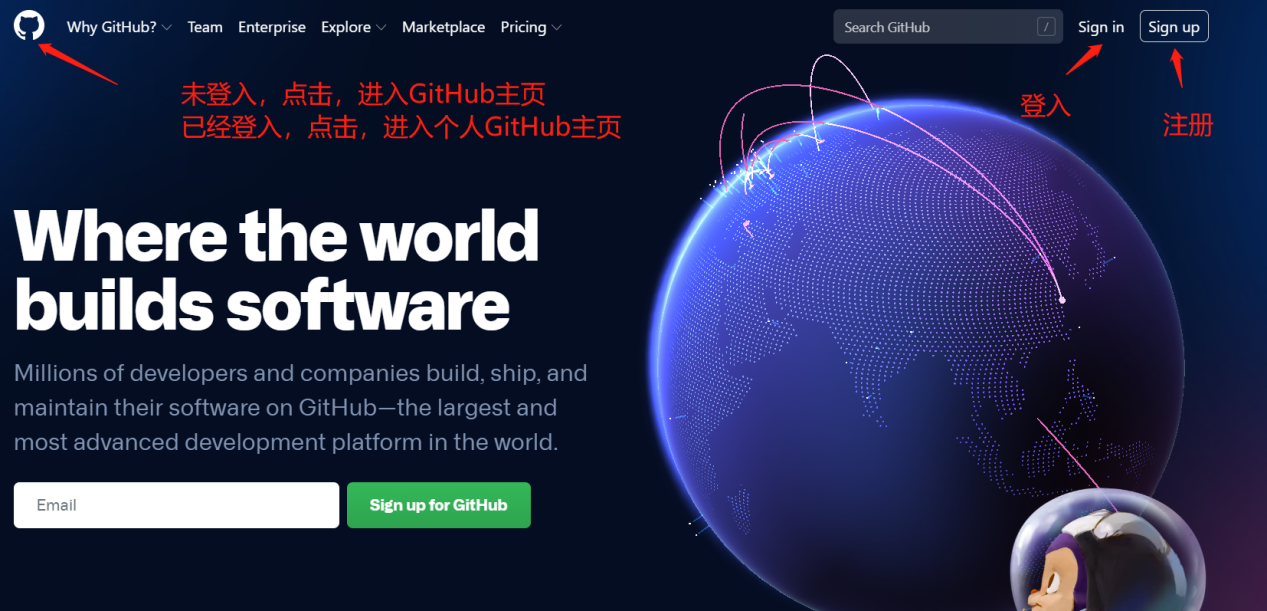 Why GitHub? Team Enterprise Explore Marketplace Pricing Search GitHub / Sign in Sign up
未登入，点击，进入GitHub主页
已经登入，点击，进入个人GitHub主页
登入
注册
Where the world
builds software
Millions of developers and companies build, ship, and
maintain their software on GitHub—the largest and
most advanced development platform in the world.
Email Sign up for GitHub